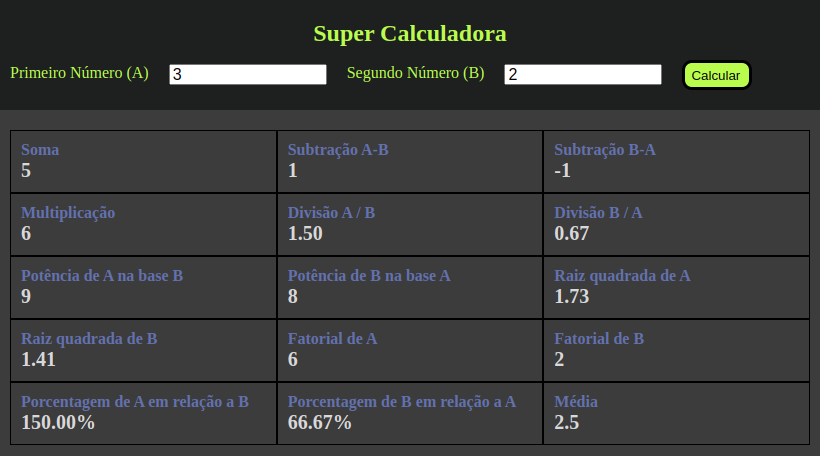 Super Calculadora
Primeiro Número (A) 3 Segundo Número (B) 2 Calcular
Soma
5
Subtração A-B
1
Subtração B-A
-1
Multiplicação
6
Divisão A / B
1.50
Divisão B / A
0.67
Potência de A na base B
9
Potência de B na base A
8
Raiz quadrada de A
1.73
Raiz quadrada de B
1.41
Fatorial de A
6
Fatorial de B
2
Porcentagem de A em relação a B
150.00%
Porcentagem de B em relação a A
66.67%
Média
2.5